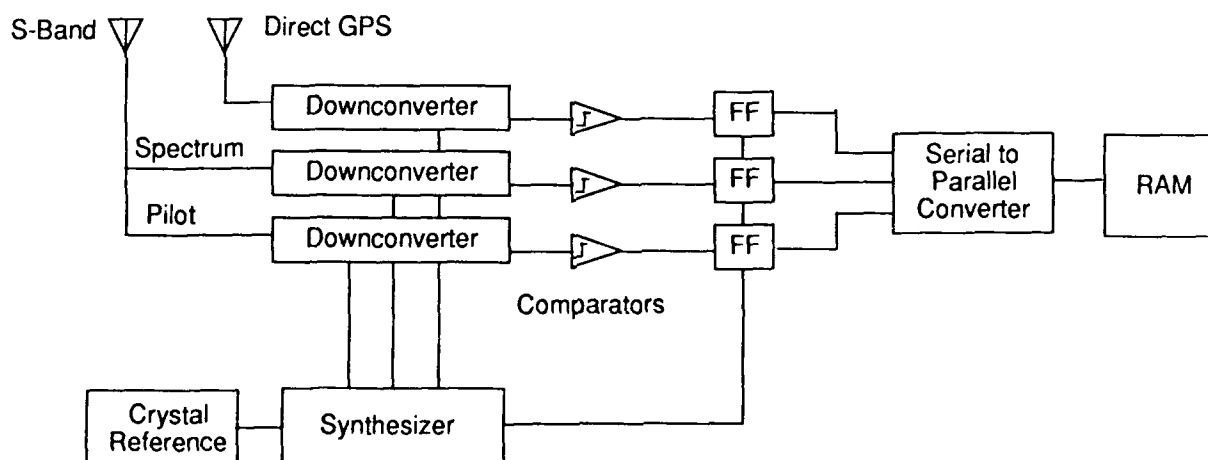 S-Band
Direct GPS
Downconverter
FF
Spectrum
Downconverter
FF
Serial to
Parallel
Converter
RAM
Pilot
Downconverter
FF
Comparators
Crystal
Reference
Synthesizer